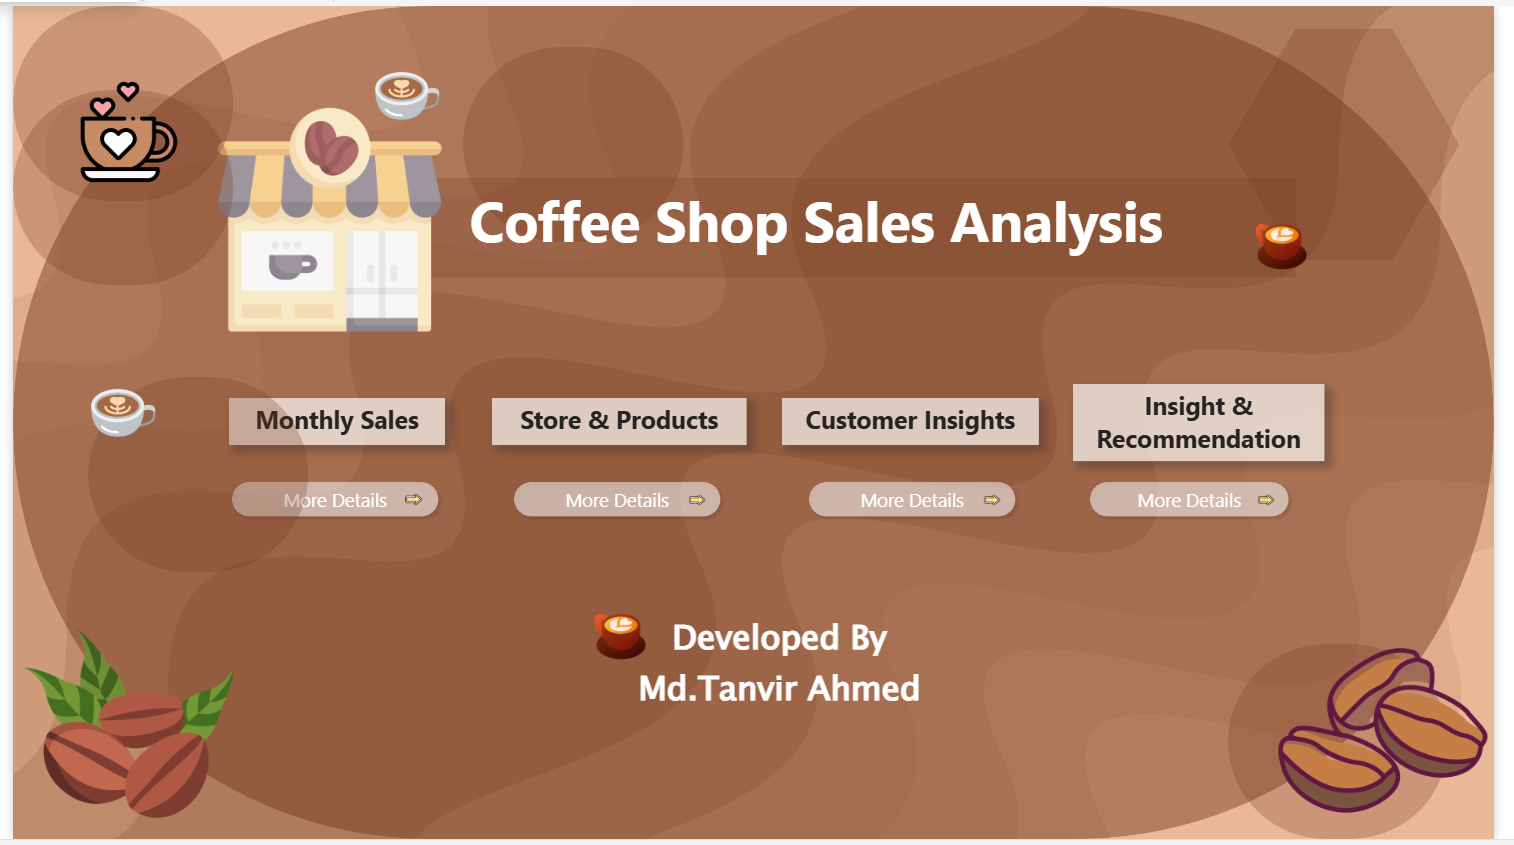 Coffee Shop Sales Analysis
Monthly Sales
Store & Products
Customer Insights
Insight &
Recommendation
More Details
More Details
More Details
More Details
Developed By
Md.Tanvir Ahmed